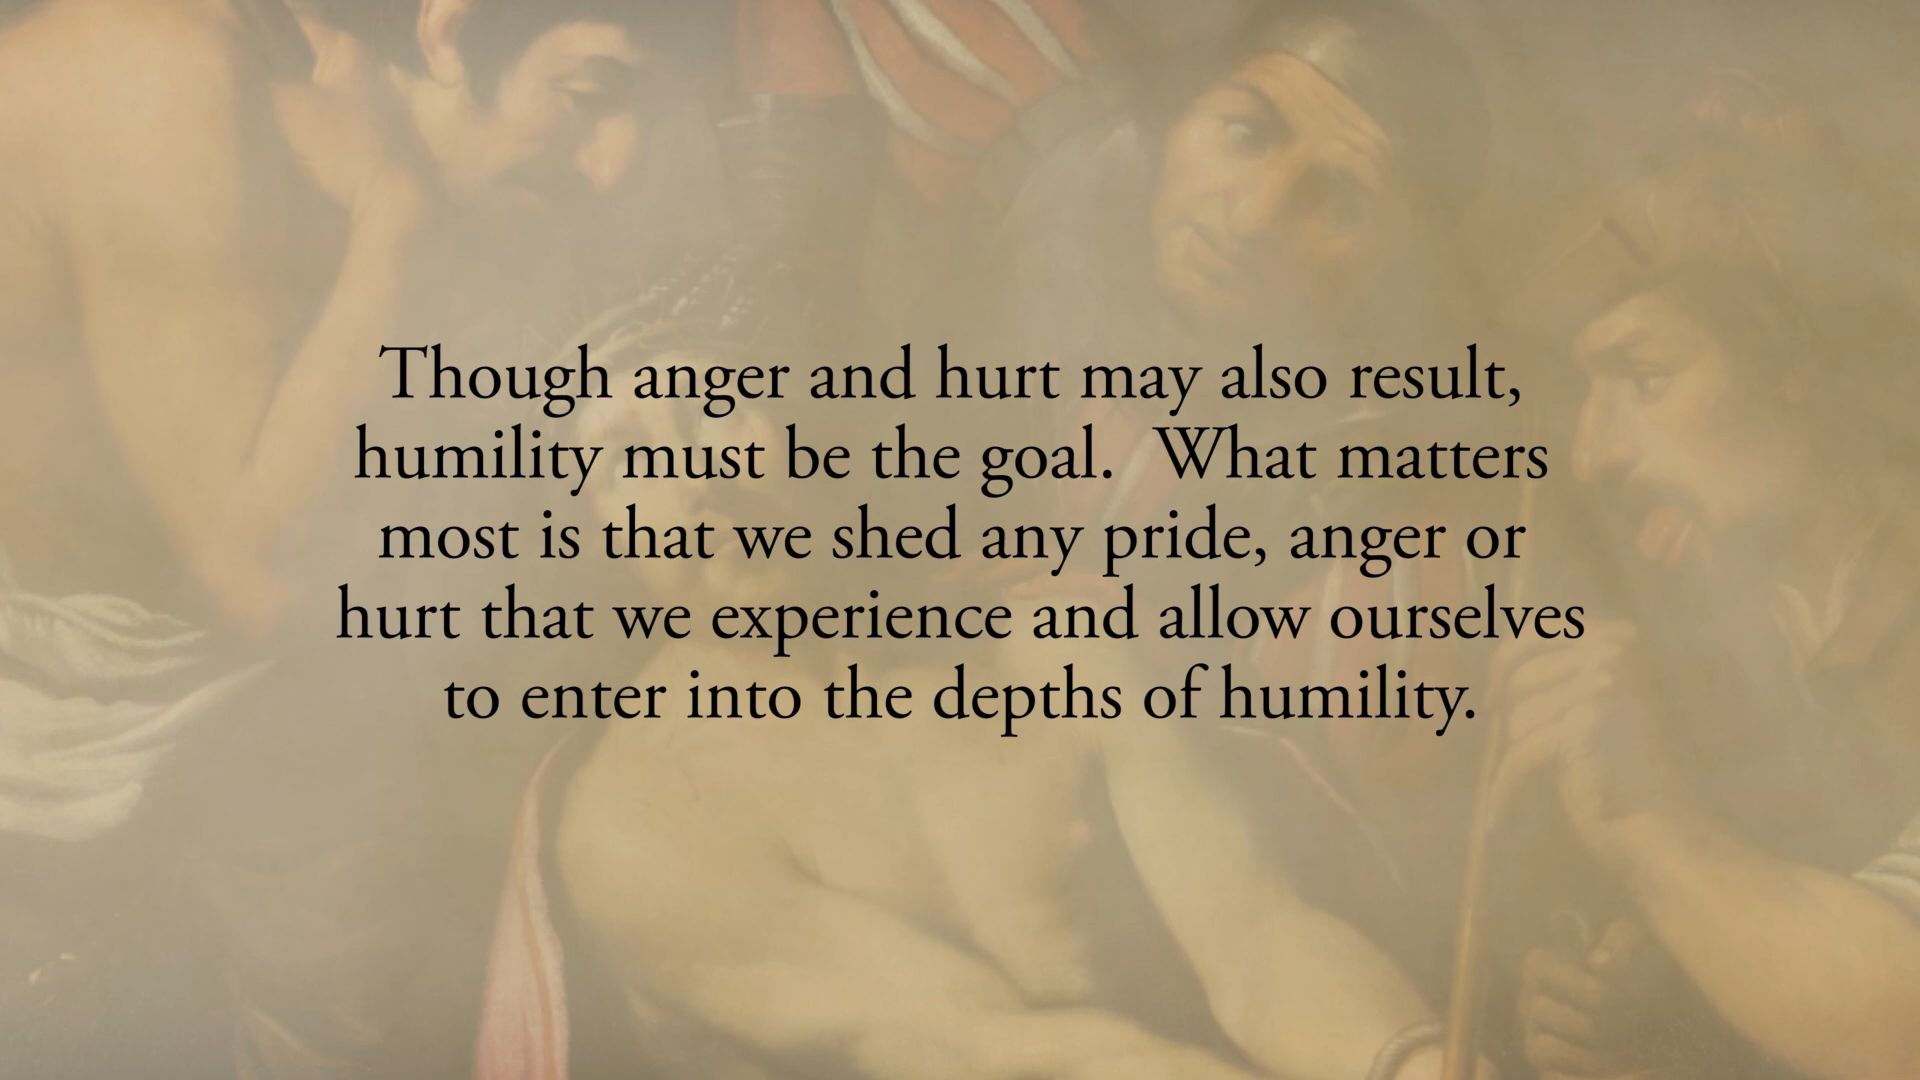 Though anger and hurt may also result,
humility must be the goal.  What matters
most is that we shed any pride, anger or
hurt that we experience and allow ourselves
to enter into the depths of humility.